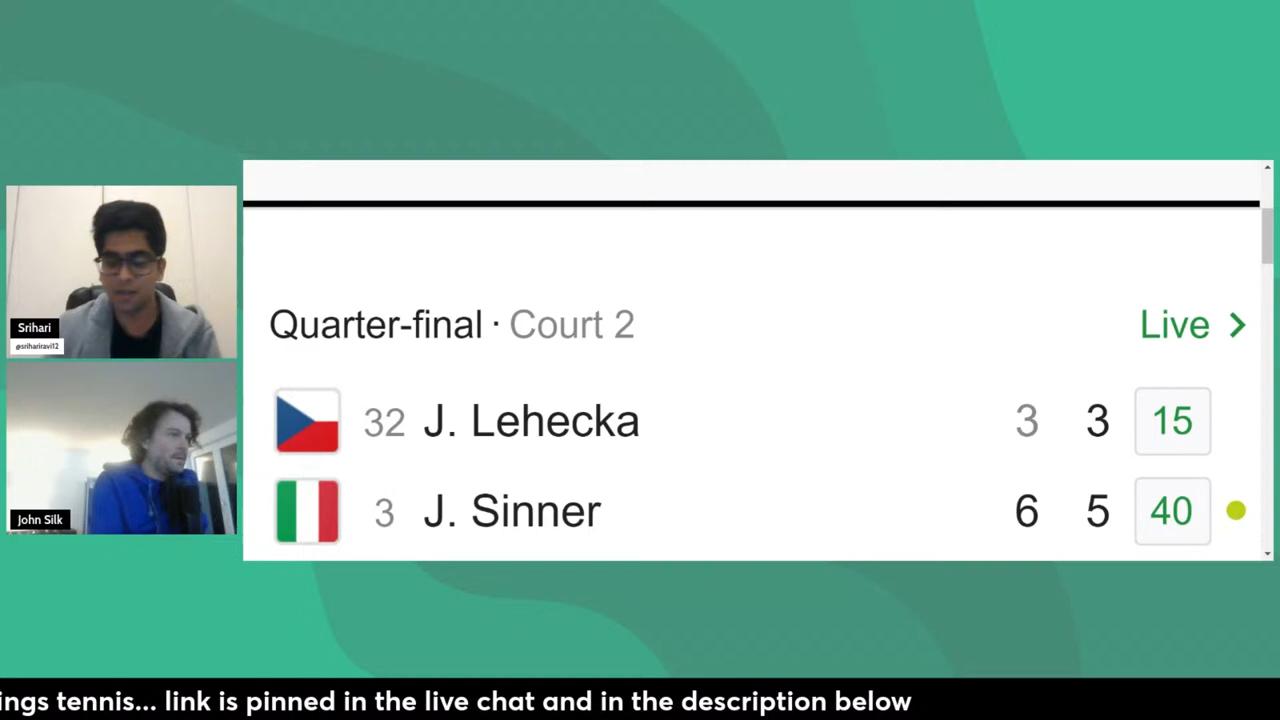 Quarter-final · Court 2
Live
32 J. Lehecka 3 3 15
3 J. Sinner 6 5 40
Srihari
@srihariravi12
John Silk
ings tennis... link is pinned in the live chat and in the description below